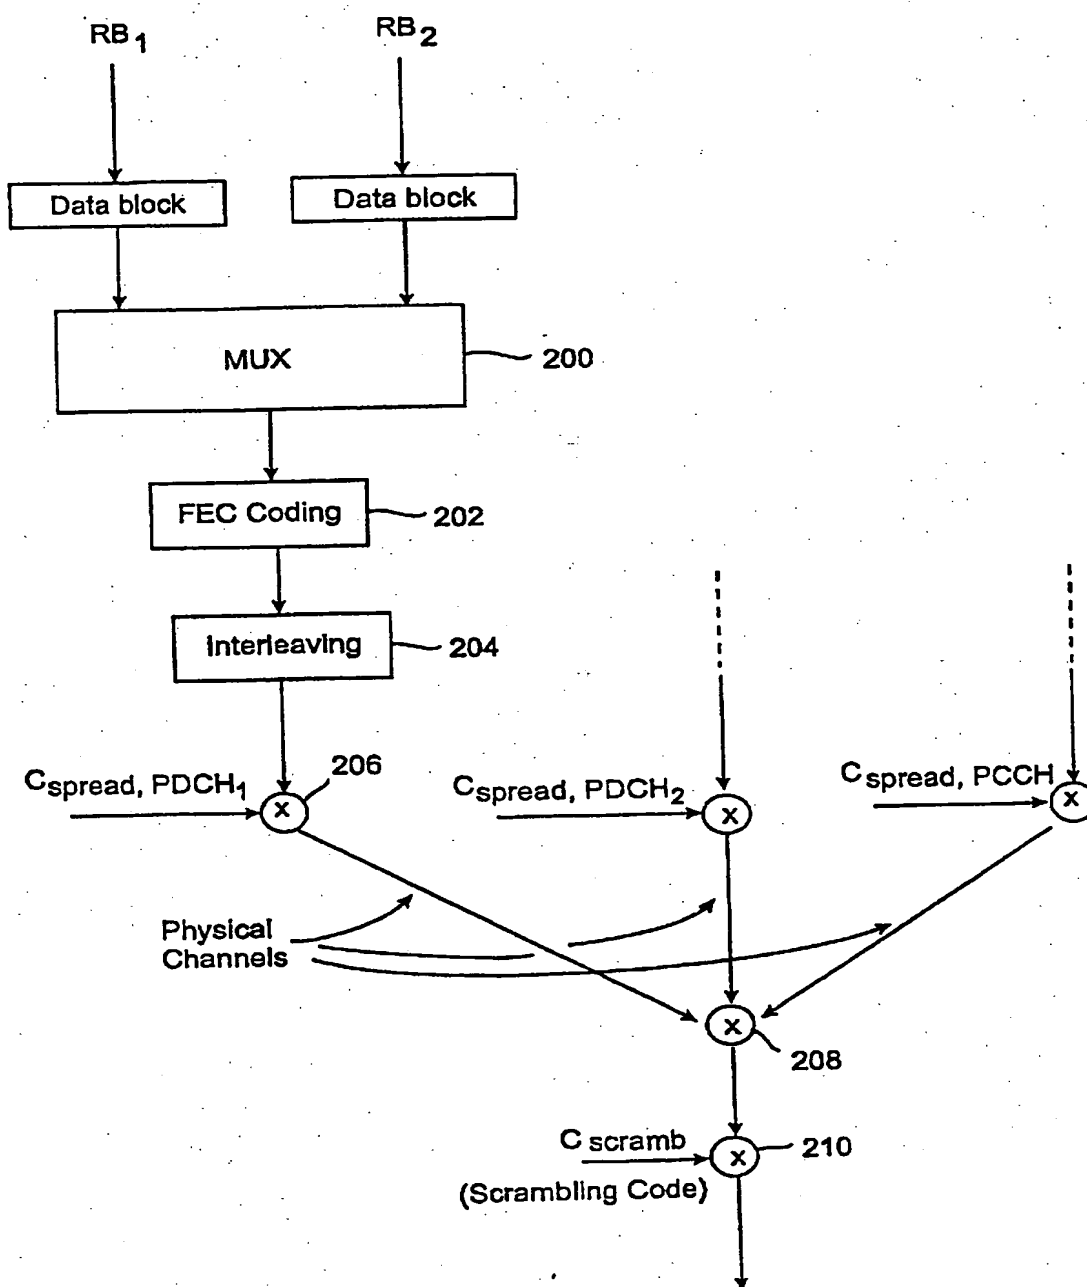 RB1
RB2
Data block
Data block
MUX
200
FEC Coding
202
Interleaving
204
Cspread, PDCH1
206
x
Cspread, PDCH2
x
Cspread, PCCH
x
Physical
Channels
x
208
C scramb
x
210
(Scrambling Code)